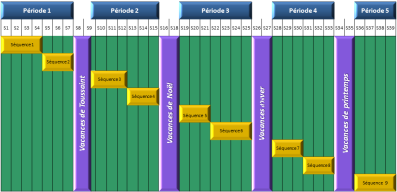 Période 1 Période 2 Période 3 Période 4 Période 5
S1 S2 S3 S4 S5 S6 S7 S8 S9 S10 S11 S12 S13 S14 S15 S16 S17 S18 S19 S20 S21 S22 S23 S24 S25 S26 S27 S28 S29 S30 S31 S32 S33 S34 S35 S36 S37 S38 S39
Séquence1
Séquence2
Séquence3
Séquence4
Séquence 5
Séquence6
Séquence7
Séquence8
Séquence 9
Vacances de Toussaint
Vacances de Noël
Vacances d'hiver
Vacances de printemps